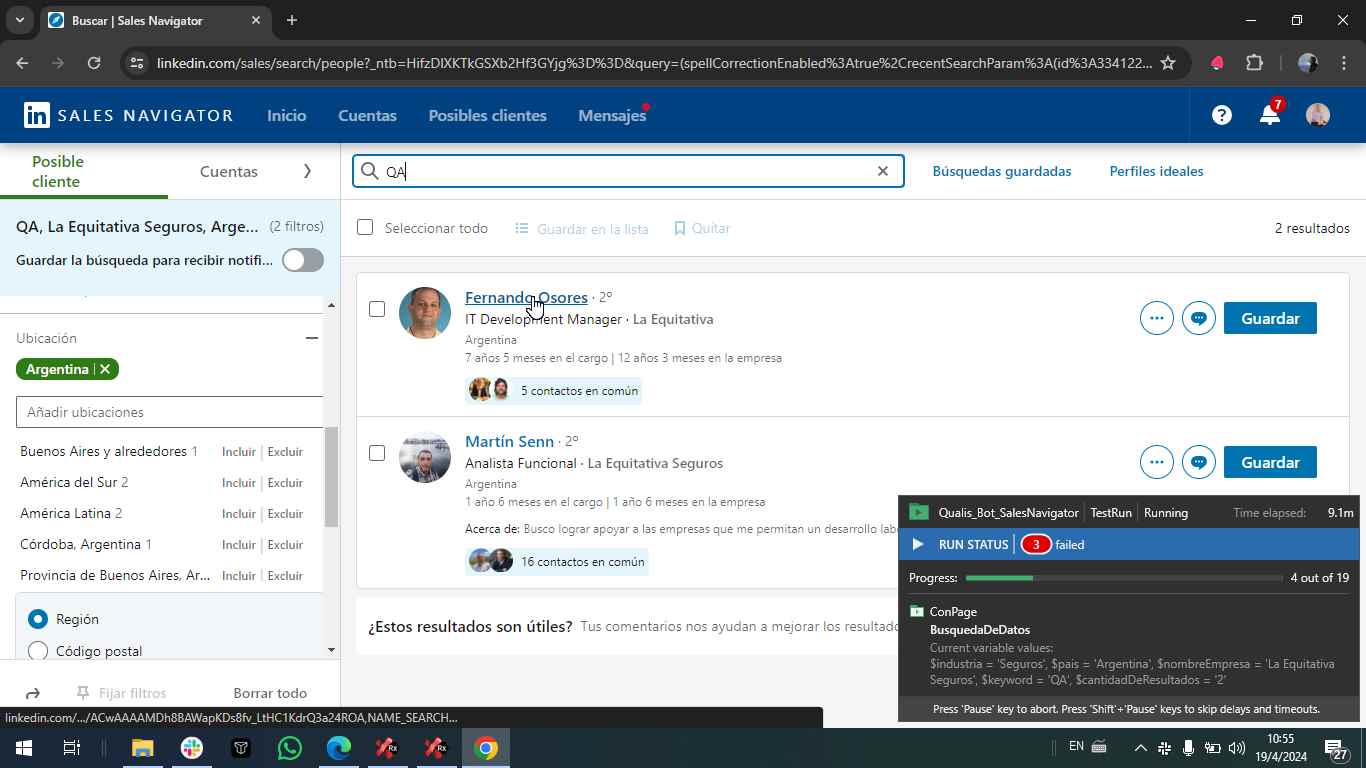 Buscar | Sales Navigator
linkedin.com/sales/search/people?_ntb=HifzDlXKTkGSXb2Hf3GYjg%3D%3D&query=(spellCorrectionEnabled%3Atrue%2CrecentSearchParam%3A(id%3A334122...
in SALES NAVIGATOR Inicio Cuentas Posibles clientes Mensajes 7
Posible cliente Cuentas
QA Búsquedas guardadas Perfiles ideales
QA, La Equitativa Seguros, Arge... (2 filtros)
Guardar la búsqueda para recibir notifi...
Seleccionar todo Guardar en la lista Quitar 2 resultados
Ubicación
Argentina
Añadir ubicaciones
Buenos Aires y alrededores 1 Incluir Excluir
América del Sur 2 Incluir Excluir
América Latina 2 Incluir Excluir
Córdoba, Argentina 1 Incluir Excluir
Provincia de Buenos Aires, Ar... Incluir Excluir
Región
Código postal
Fijar filtros Borrar todo
Fernando Osores · 2º
IT Development Manager · La Equitativa
Argentina
7 años 5 meses en el cargo | 12 años 3 meses en la empresa
5 contactos en común
Guardar
Martín Senn · 2º
Analista Funcional · La Equitativa Seguros
Argentina
1 año 6 meses en el cargo | 1 año 6 meses en la empresa
Acerca de: Busco lograr apoyar a las empresas que me permitan un desarrollo lab
16 contactos en común
Guardar
¿Estos resultados son útiles? Tus comentarios nos ayudan a mejorar los resultado
Qualis_Bot_SalesNavigator TestRun Running Time elapsed: 9.1m
RUN STATUS 3 failed
Progress: 4 out of 19
ConPage
BusquedaDeDatos
Current variable values:
$industria = 'Seguros', $pais = 'Argentina', $nombreEmpresa = 'La Equitativa
Seguros', $keyword = 'QA', $cantidadDeResultados = '2'
Press 'Pause' key to abort. Press 'Shift'+'Pause' keys to skip delays and timeouts.
linkedin.com/.../ACwAAAAMDh8BAWapKDs8fv_LtHC1KdrQ3a24ROA,NAME_SEARCH...
Rx
Rx
EN
10:55
19/4/2024
27